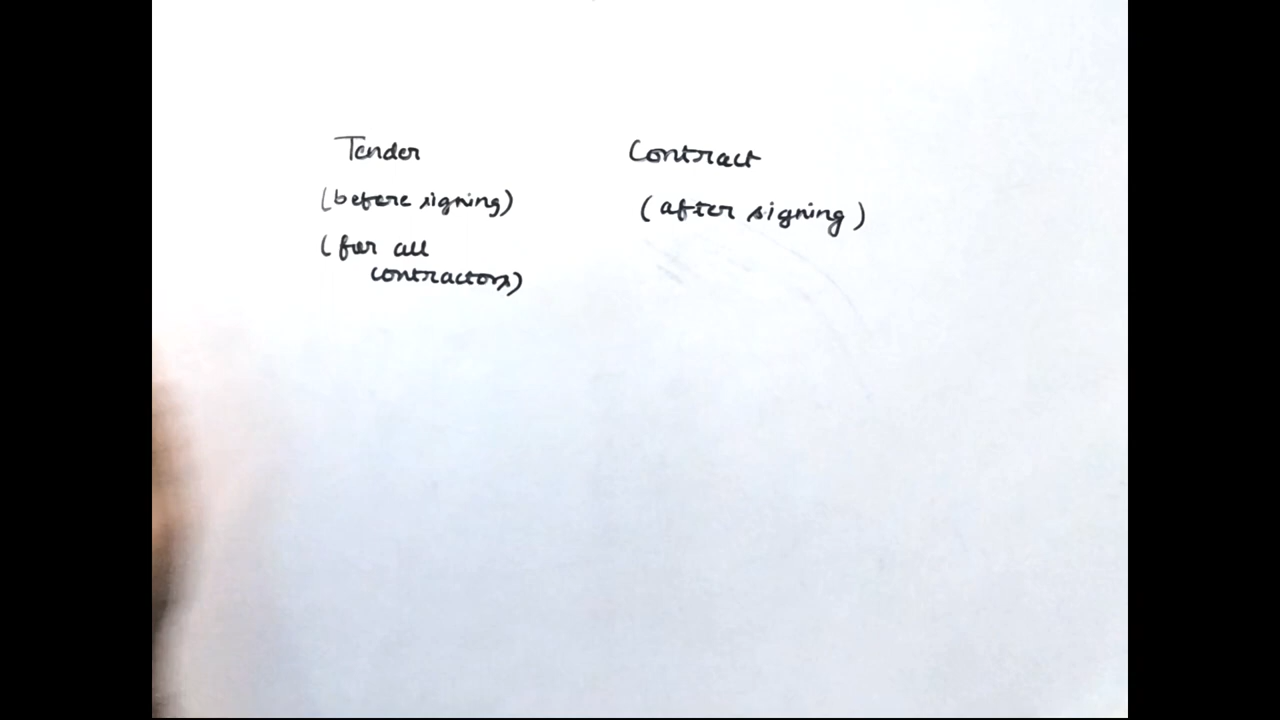 Tender
Contract
(before signing)
(after signing)
(for all
contractors)